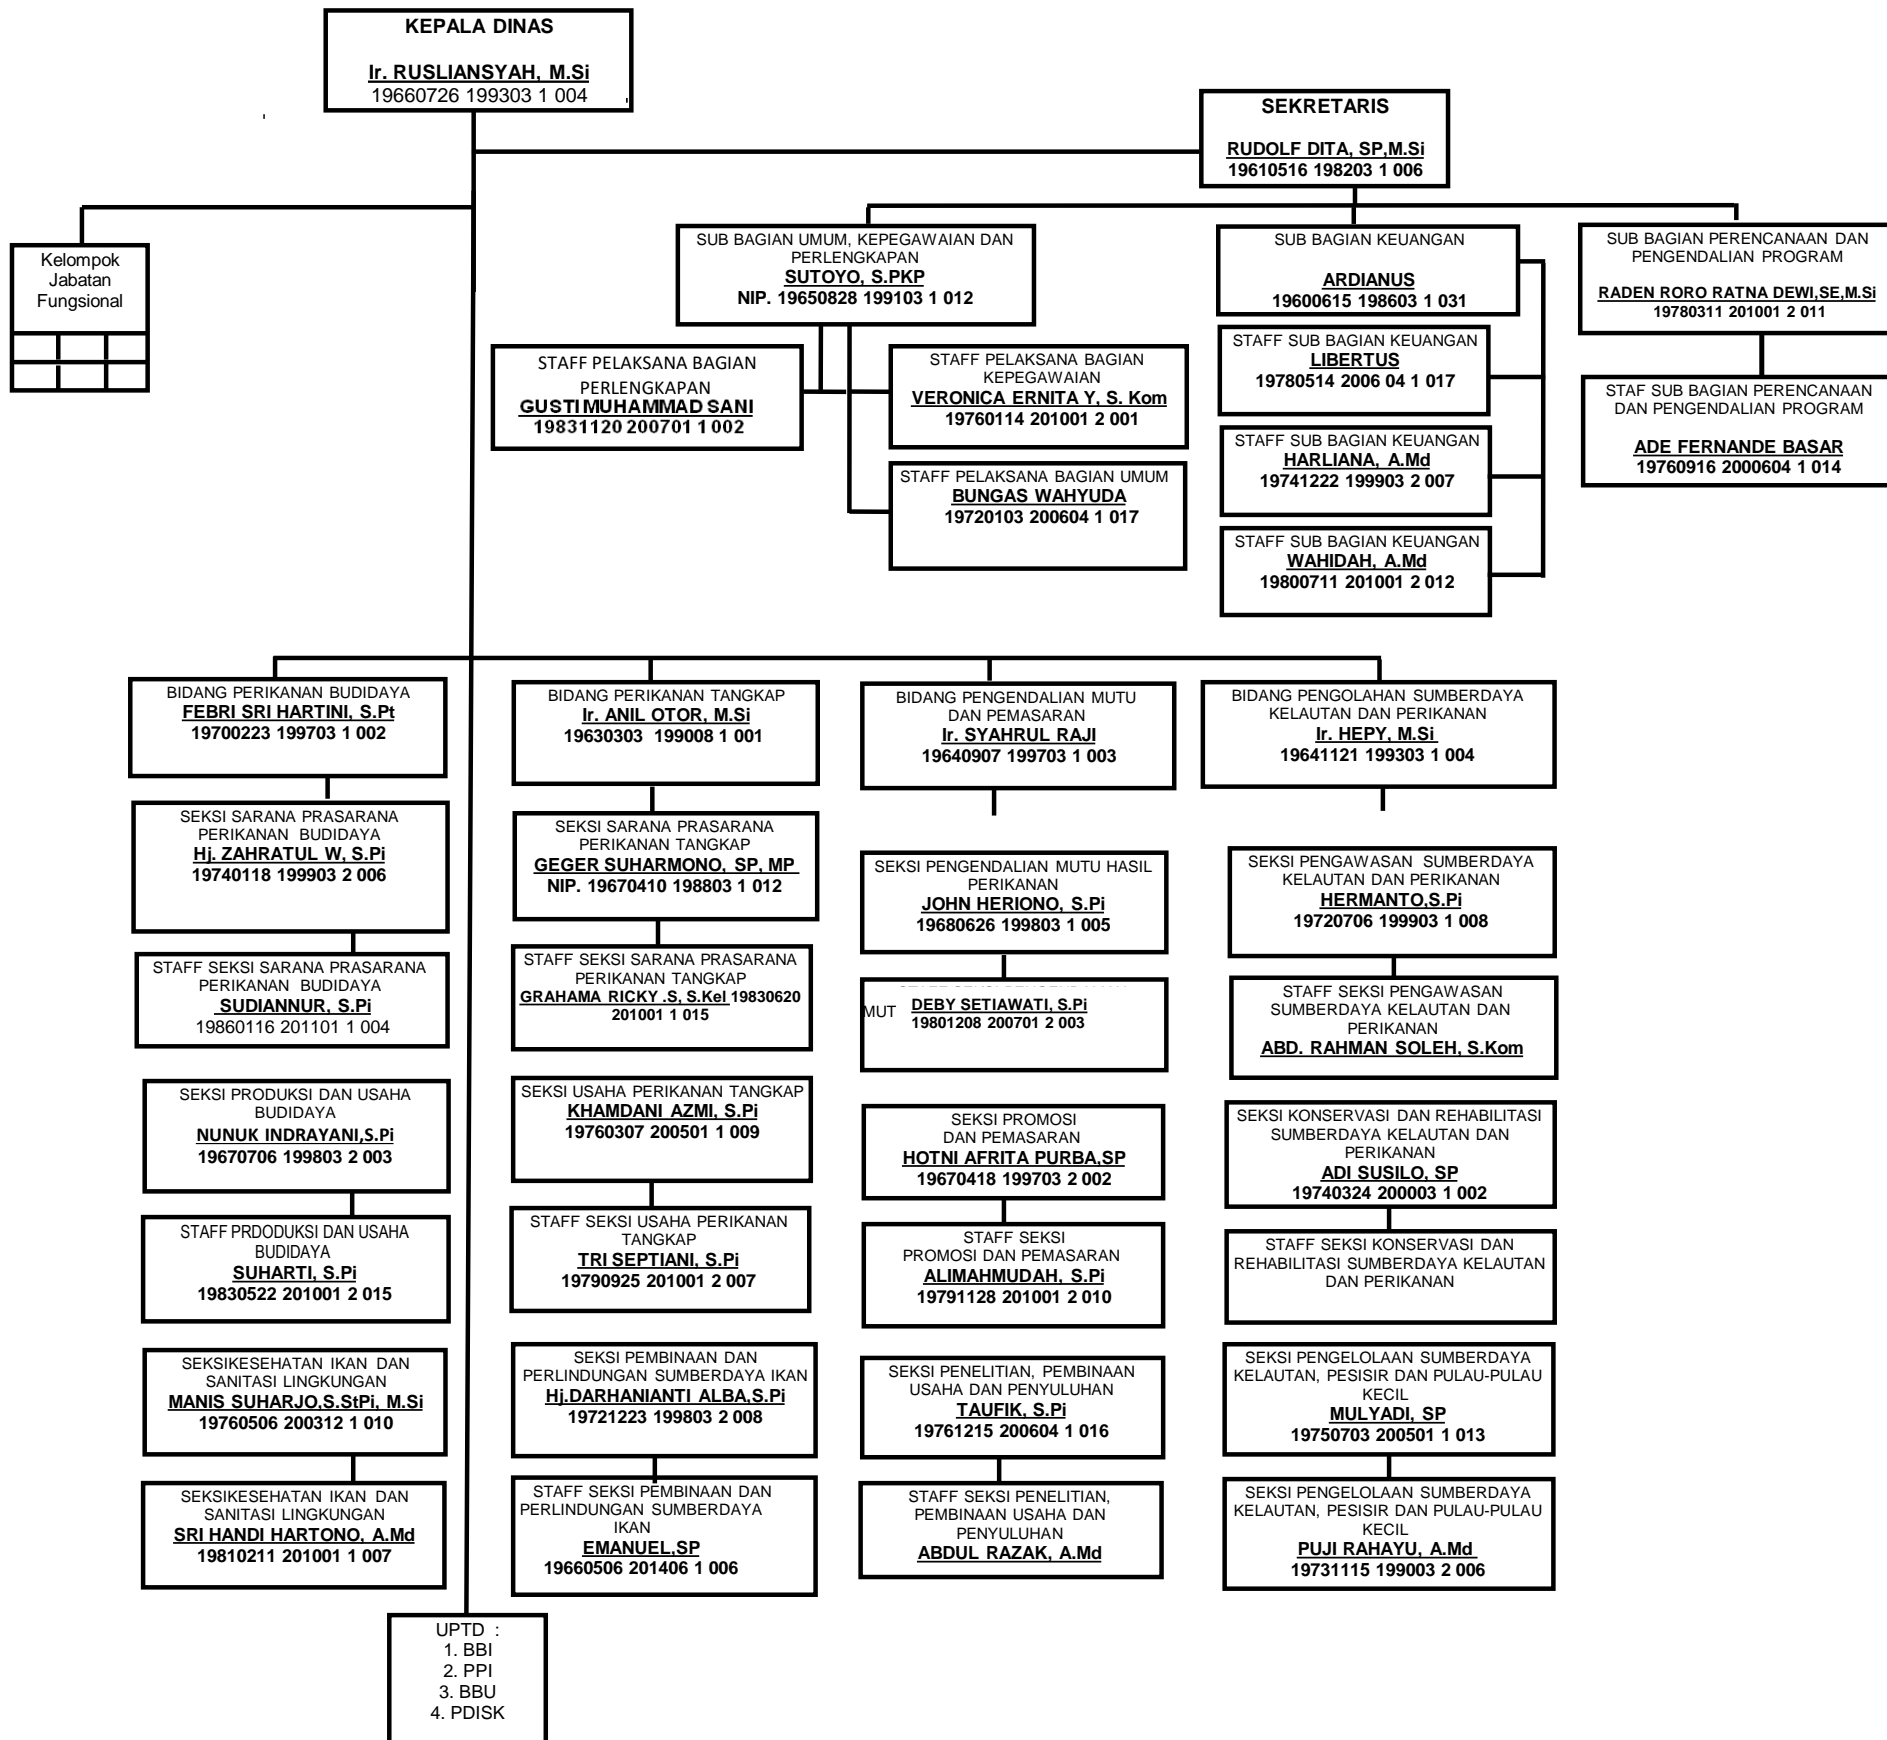 KEPALA DINAS
Ir. RUSLIANSYAH, M.Si
19660726 199303 1 004
SEKRETARIS
RUDOLF DITA, SP,M.Si
19610516 198203 1 006
Kelompok
Jabatan
Fungsional
SUB BAGIAN UMUM, KEPEGAWAIAN DAN
PERLENGKAPAN
SUTOYO, S.PKP
NIP. 19650828 199103 1 012
SUB BAGIAN KEUANGAN
ARDIANUS
19600615 198603 1 031
SUB BAGIAN PERENCANAAN DAN
PENGENDALIAN PROGRAM
RADEN RORO RATNA DEWI,SE,M.Si
19780311 201001 2 011
STAFF PELAKSANA BAGIAN
PERLENGKAPAN
GUSTI MUHAMMAD SANI
19831120 200701 1 002
STAFF PELAKSANA BAGIAN
KEPEGAWAIAN
VERONICA ERNITA Y, S. Kom
19760114 201001 2 001
STAFF PELAKSANA BAGIAN UMUM
BUNGAS WAHYUDA
19720103 200604 1 017
STAFF SUB BAGIAN KEUANGAN
LIBERTUS
19780514 2006 04 1 017
STAFF SUB BAGIAN KEUANGAN
HARLIANA, A.Md
19741222 199903 2 007
STAFF SUB BAGIAN KEUANGAN
WAHIDAH, A.Md
19800711 201001 2 012
STAF SUB BAGIAN PERENCANAAN
DAN PENGENDALIAN PROGRAM
ADE FERNANDE BASAR
19760916 2000604 1 014
BIDANG PERIKANAN BUDIDAYA
FEBRI SRI HARTINI, S.Pt
19700223 199703 1 002
SEKSI SARANA PRASARANA
PERIKANAN BUDIDAYA
Hj. ZAHRATUL W, S.Pi
19740118 199903 2 006
STAFF SEKSI SARANA PRASARANA
PERIKANAN BUDIDAYA
SUDIANNUR, S.Pi
19860116 201101 1 004
SEKSI PRODUKSI DAN USAHA
BUDIDAYA
NUNUK INDRAYANI,S.Pi
19670706 199803 2 003
STAFF PRDODUKSI DAN USAHA
BUDIDAYA
SUHARTI, S.Pi
19830522 201001 2 015
SEKSIKESEHATAN IKAN DAN
SANITASI LINGKUNGAN
MANIS SUHARJO,S.StPi, M.Si
19760506 200312 1 010
SEKSIKESEHATAN IKAN DAN
SANITASI LINGKUNGAN
SRI HANDI HARTONO, A.Md
19810211 201001 1 007
BIDANG PERIKANAN TANGKAP
Ir. ANIL OTOR, M.Si
19630303 199008 1 001
SEKSI SARANA PRASARANA
PERIKANAN TANGKAP
GEGER SUHARMONO, SP, MP
NIP. 19670410 198803 1 012
STAFF SEKSI SARANA PRASARANA
PERIKANAN TANGKAP
GRAHAMA RICKY .S, S.Kel 19830620
201001 1 015
SEKSI USAHA PERIKANAN TANGKAP
KHAMDANI AZMI, S.Pi
19760307 200501 1 009
STAFF SEKSI USAHA PERIKANAN
TANGKAP
TRI SEPTIANI, S.Pi
19790925 201001 2 007
SEKSI PEMBINAAN DAN
PERLINDUNGAN SUMBERDAYA IKAN
Hj.DARHANIANTI ALBA,S.Pi
19721223 199803 2 008
STAFF SEKSI PEMBINAAN DAN
PERLINDUNGAN SUMBERDAYA
IKAN
EMANUEL,SP
19660506 201406 1 006
BIDANG PENGENDALIAN MUTU
DAN PEMASARAN
Ir. SYAHRUL RAJI
19640907 199703 1 003
SEKSI PENGENDALIAN MUTU HASIL
PERIKANAN
JOHN HERIONO, S.Pi
19680626 199803 1 005
MUT DEBY SETIAWATI, S.Pi
19801208 200701 2 003
SEKSI PROMOSI
DAN PEMASARAN
HOTNI AFRITA PURBA,SP
19670418 199703 2 002
STAFF SEKSI
PROMOSI DAN PEMASARAN
ALIMAHMUDAH, S.Pi
19791128 201001 2 010
SEKSI PENELITIAN, PEMBINAAN
USAHA DAN PENYULUHAN
TAUFIK, S.Pi
19761215 200604 1 016
STAFF SEKSI PENELITIAN,
PEMBINAAN USAHA DAN
PENYULUHAN
ABDUL RAZAK, A.Md
BIDANG PENGOLAHAN SUMBERDAYA
KELAUTAN DAN PERIKANAN
Ir. HEPY, M.Si
19641121 199303 1 004
SEKSI PENGAWASAN SUMBERDAYA
KELAUTAN DAN PERIKANAN
HERMANTO,S.Pi
19720706 199903 1 008
STAFF SEKSI PENGAWASAN
SUMBERDAYA KELAUTAN DAN
PERIKANAN
ABD. RAHMAN SOLEH, S.Kom
SEKSI KONSERVASI DAN REHABILITASI
SUMBERDAYA KELAUTAN DAN
PERIKANAN
ADI SUSILO, SP
19740324 200003 1 002
STAFF SEKSI KONSERVASI DAN
REHABILITASI SUMBERDAYA KELAUTAN
DAN PERIKANAN
SEKSI PENGELOLAAN SUMBERDAYA
KELAUTAN, PESISIR DAN PULAU-PULAU
KECIL
MULYADI, SP
19750703 200501 1 013
SEKSI PENGELOLAAN SUMBERDAYA
KELAUTAN, PESISIR DAN PULAU-PULAU
KECIL
PUJI RAHAYU, A.Md
19731115 199003 2 006
UPTD :
1. BBI
2. PPI
3. BBU
4. PDISK